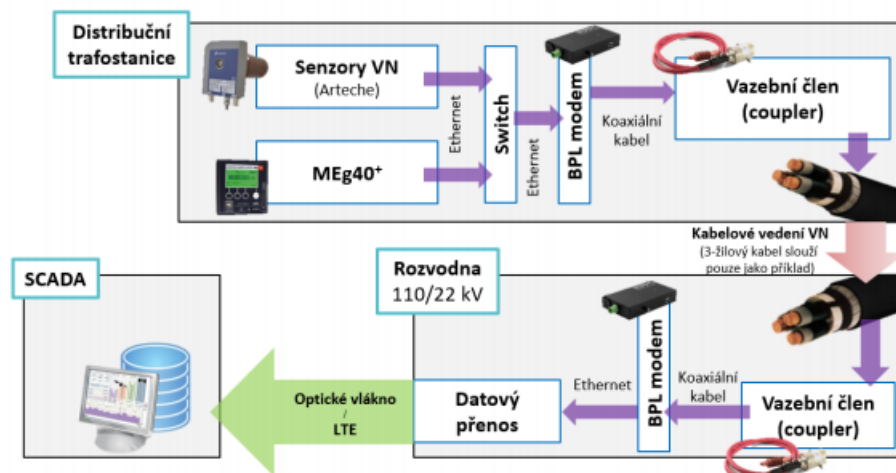 Distribuční
trafostanice
Senzory VN
(Arteche)
MEg40+
Ethernet
Switch
Ethernet
BPL modem
Koaxiální
kabel
Vazební člen
(coupler)
Kabelové vedení VN
(3-žilový kabel slouží
pouze jako příklad)
SCADA
Rozvodna
110/22 kV
Optické vlákno
/
LTE
Datový
přenos
Ethernet
BPL modem
Koaxiální
kabel
Vazební člen
(coupler)